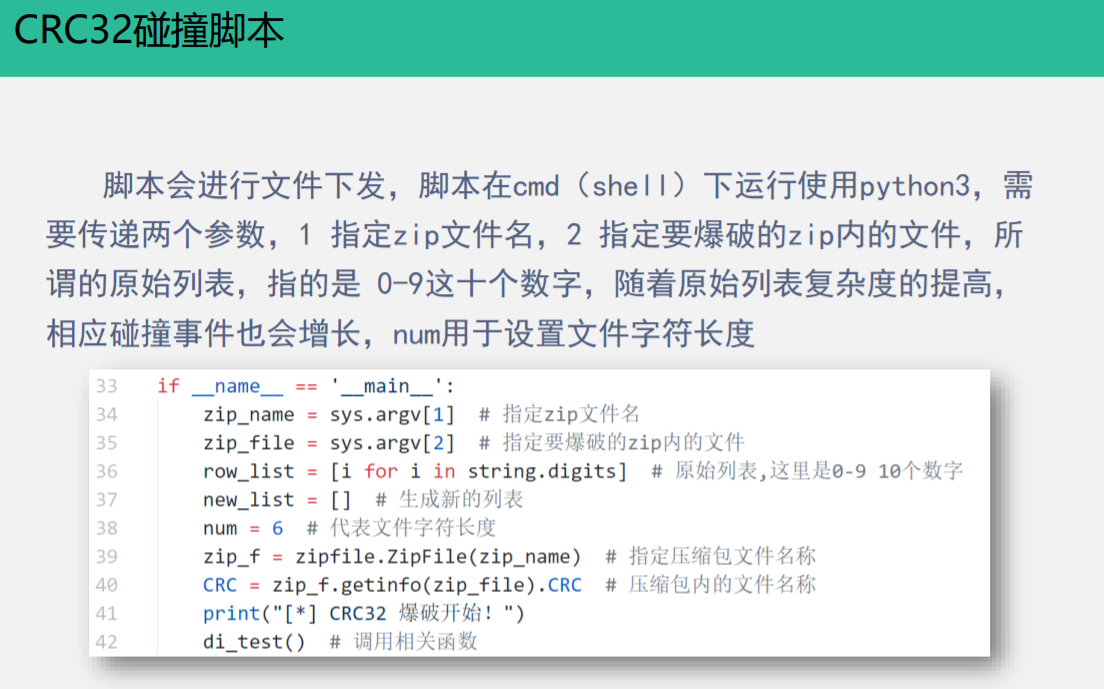 CRC32碰撞脚本
脚本会进行文件下发，脚本在cmd（shell）下运行使用python3，需
要传递两个参数，1 指定zip文件名，2 指定要爆破的zip内的文件，所
谓的原始列表，指的是 0-9这十个数字，随着原始列表复杂度的提高，
相应碰撞事件也会增长，num用于设置文件字符长度
33 if __name__ == '__main__':
34 zip_name = sys.argv[1] # 指定zip文件名
35 zip_file = sys.argv[2] # 指定要爆破的zip内的文件
36 row_list = [i for i in string.digits] # 原始列表,这里是0-9 10个数字
37 new_list = [] # 生成新的列表
38 num = 6 # 代表文件字符长度
39 zip_f = zipfile.ZipFile(zip_name) # 指定压缩包文件名称
40 CRC = zip_f.getinfo(zip_file).CRC # 压缩包内的文件名称
41 print("[*] CRC32 爆破开始！")
42 di_test() # 调用相关函数